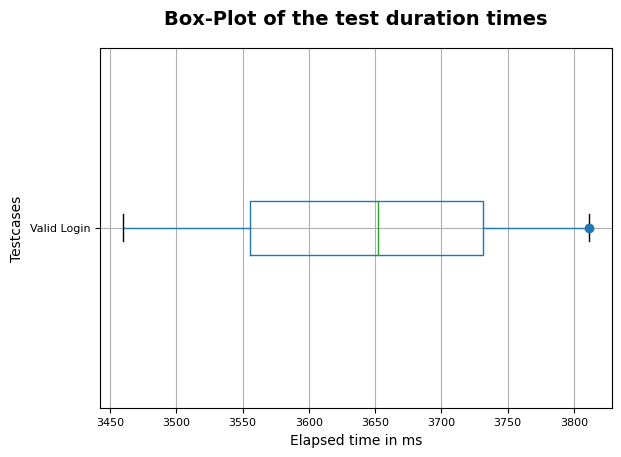 Box-Plot of the test duration times
Testcases
Valid Login
3450 3500 3550 3600 3650 3700 3750 3800
Elapsed time in ms